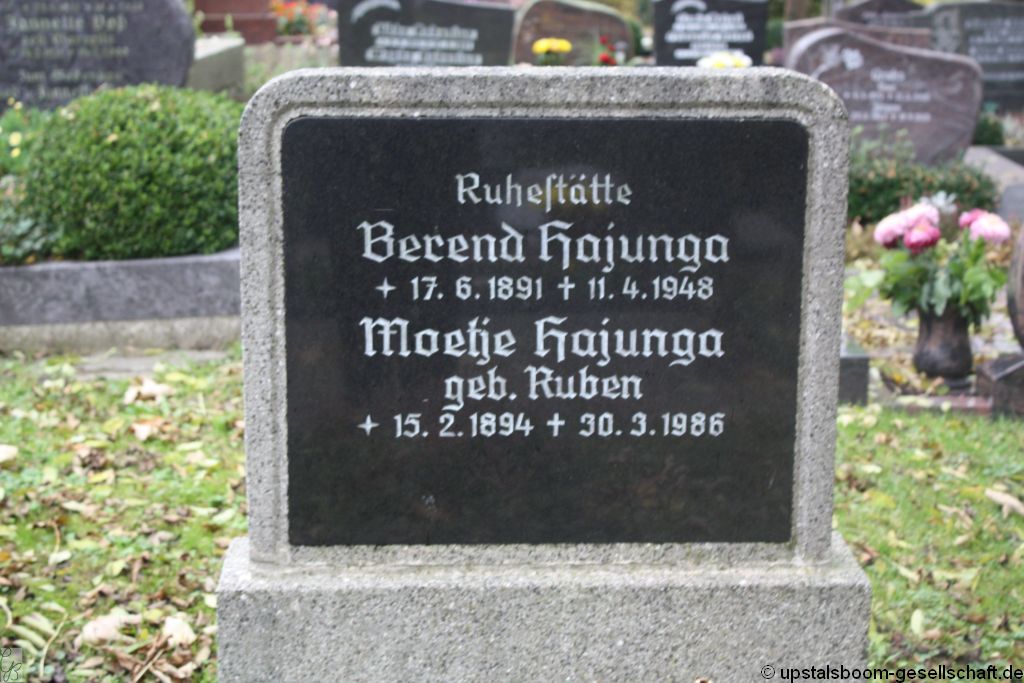 Ruheſtätte
Berend Hajunga
✦ 17. 6. 1891 ✝ 11. 4. 1948
Moetje Hajunga
geb. Ruben
✦ 15. 2. 1894 ✝ 30. 3. 1986
© upstalsboom-gesellschaft.de